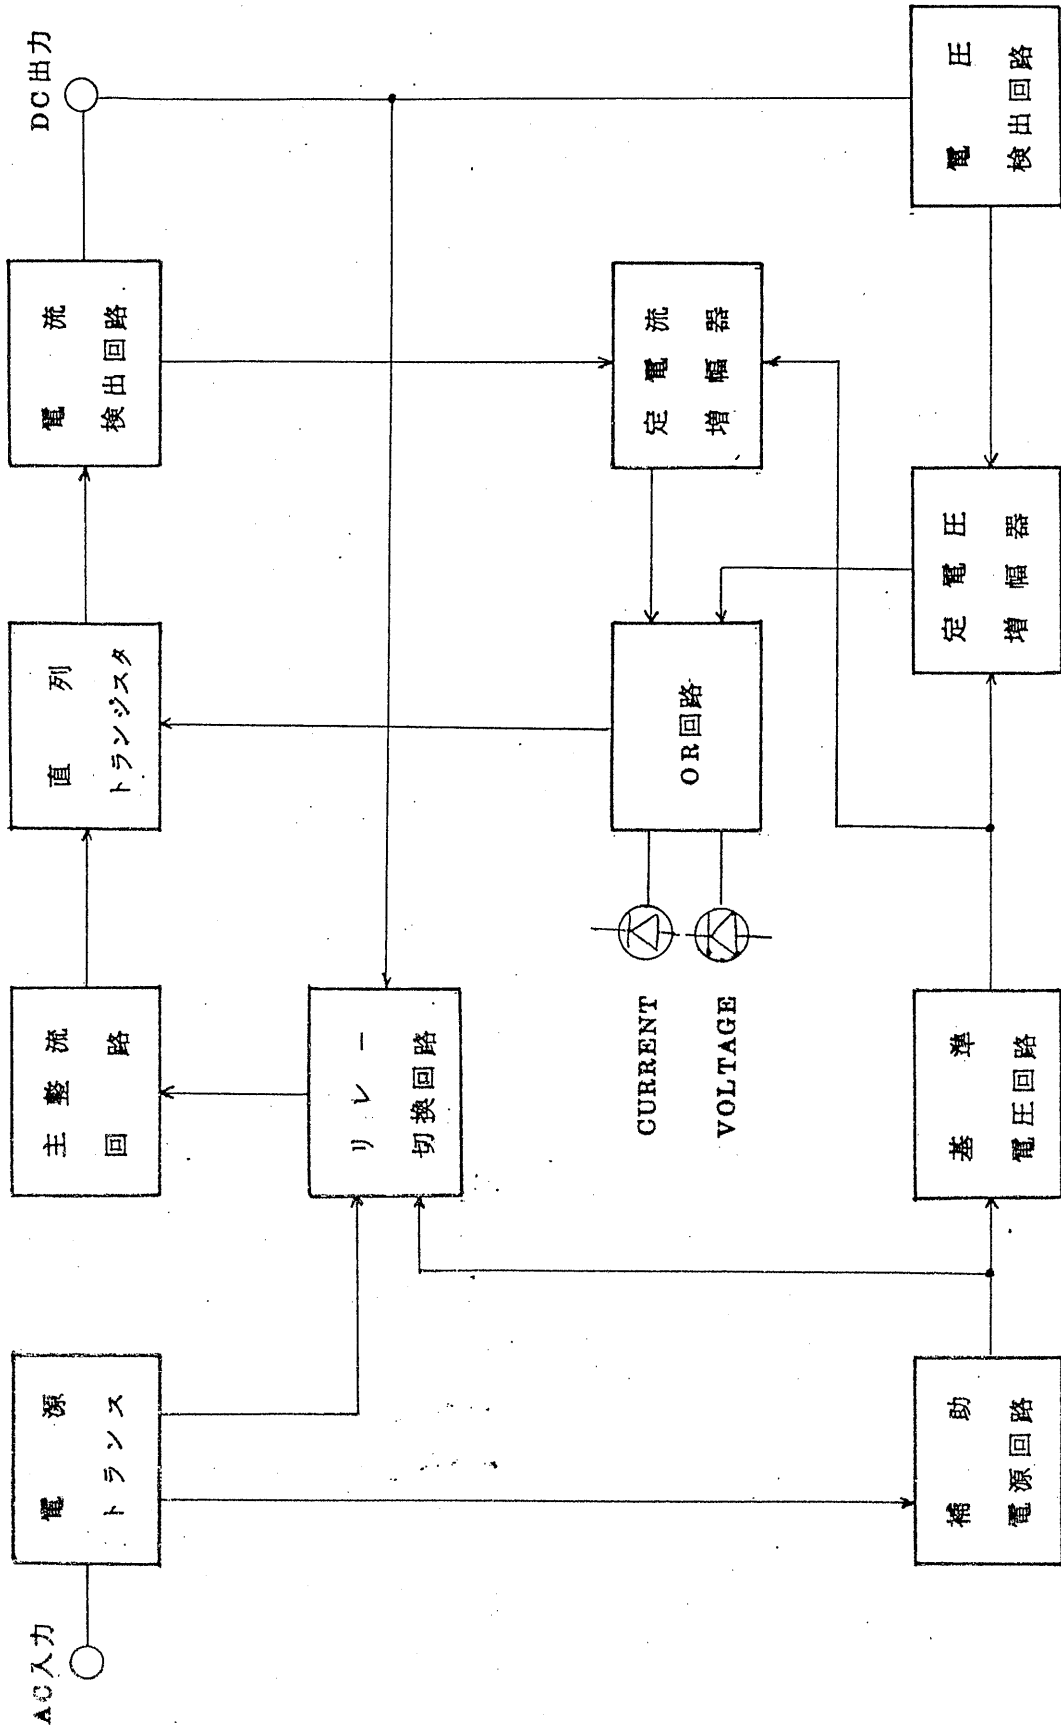 AC入力
電源
トランス
主整流
回路
直列
トランジスタ
電流
検出回路
DC出力
リレー
切換回路
CURRENT
VOLTAGE
OR回路
定電流
増幅器
補助
電源回路
基準
電圧回路
定電圧
増幅器
電圧
検出回路